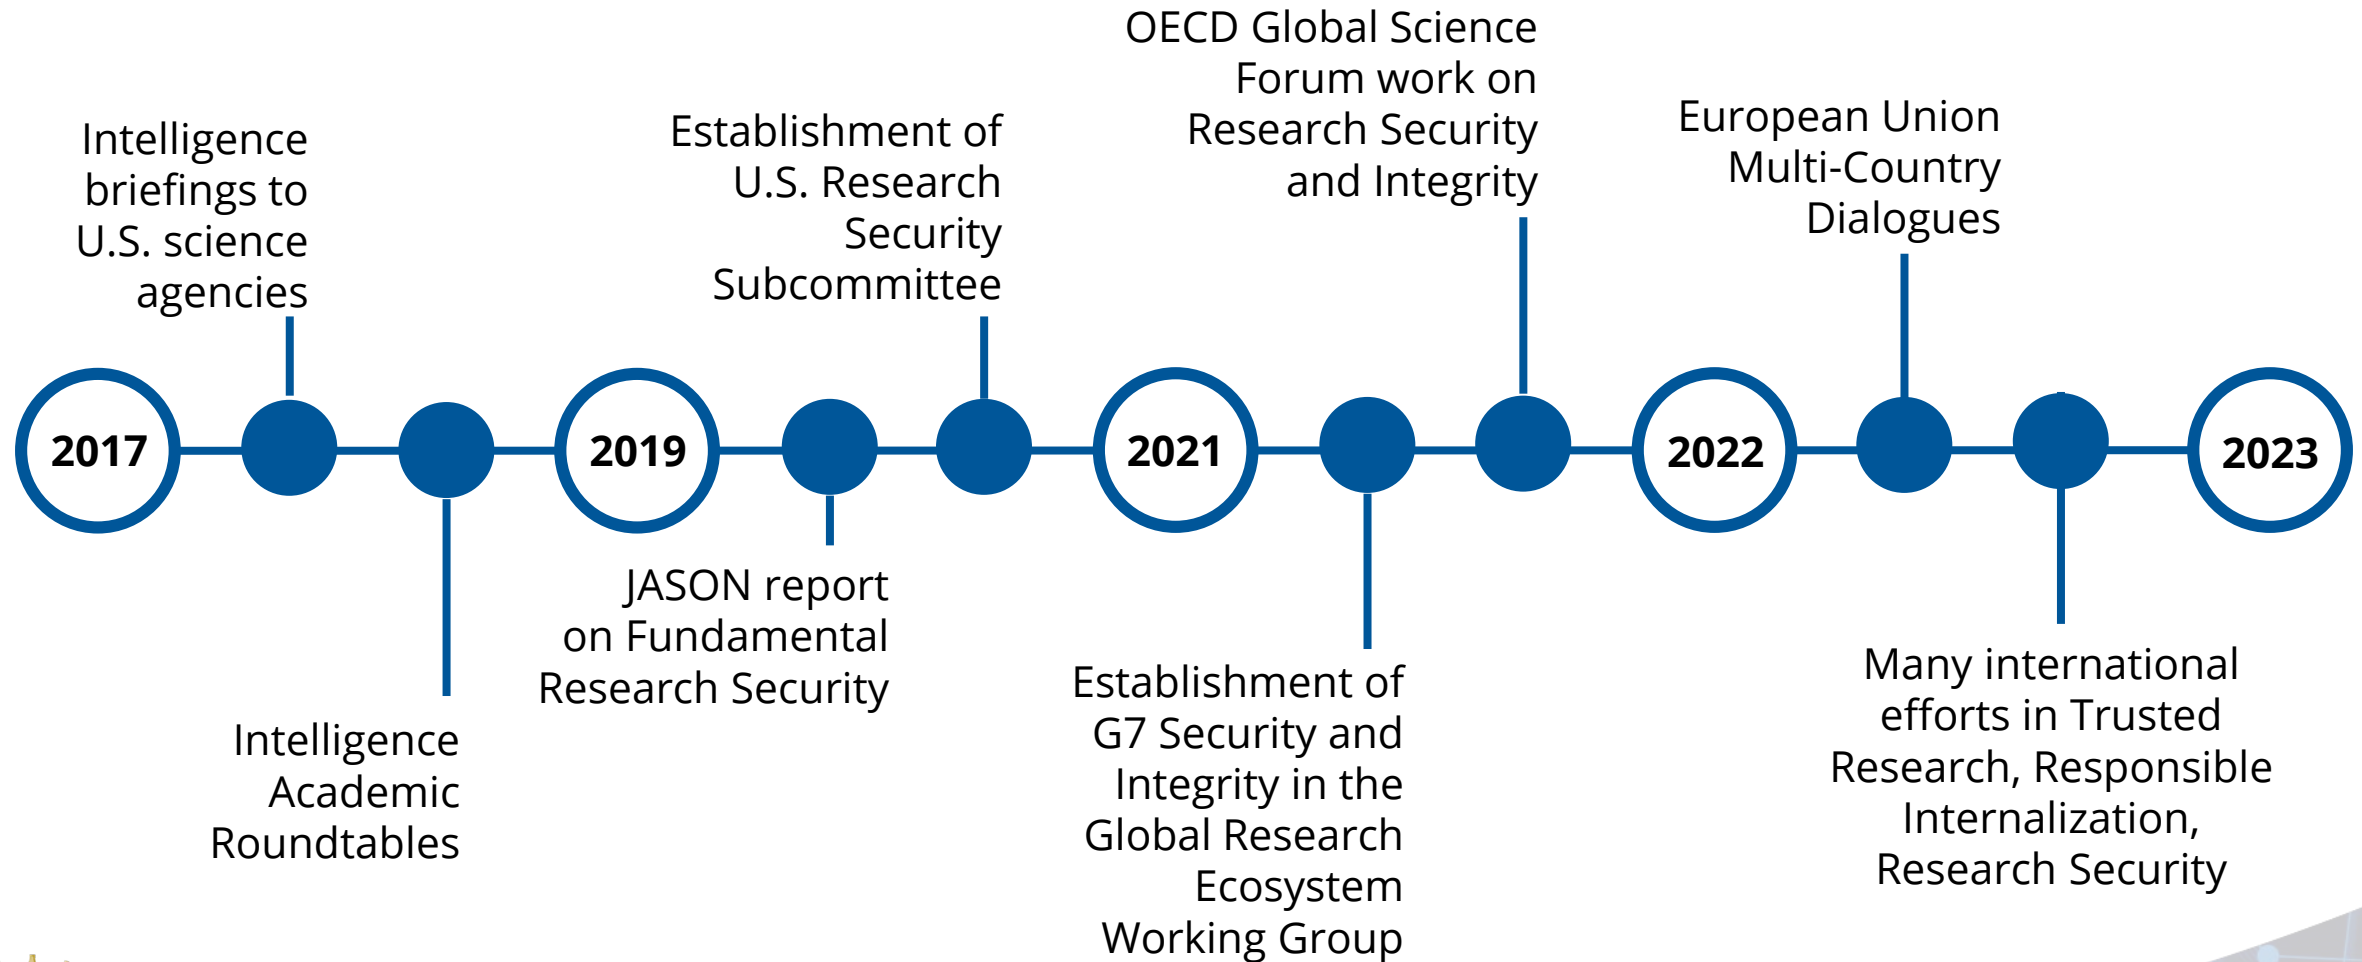 Intelligence
briefings to
U.S. science
agencies
Establishment of
U.S. Research
Security
Subcommittee
OECD Global Science
Forum work on
Research Security
and Integrity
European Union
Multi-Country
Dialogues
2017
2019
2021
2022
2023
Intelligence
Academic
Roundtables
JASON report
on Fundamental
Research Security
Establishment of
G7 Security and
Integrity in the
Global Research
Ecosystem
Working Group
Many international
efforts in Trusted
Research, Responsible
Internalization,
Research Security